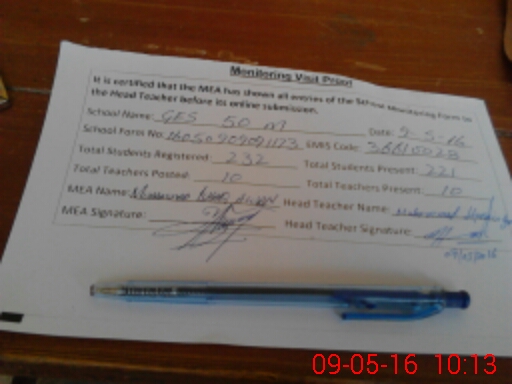 Monitoring Visit Proof
It is certified that the MEA has shown all entries of the School Monitoring Form to
the Head Teacher before its online submission.
School Name: GES 50 M Date: 9-5-16
School Form No: EMIS Code:
Total Students Registered: 232 Total Students Present: 221
Total Teachers Posted: 10 Total Teachers Present: 10
MEA Name: Head Teacher Name:
MEA Signature: Head Teacher Signature:
09-05-16 10:13